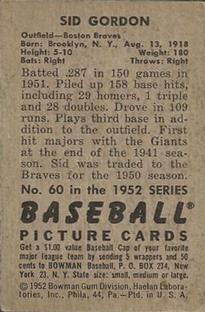 SID GORDON
Outfield—Boston Braves
Born: Brooklyn, N. Y., Aug. 13, 1918
Height: 5-10 Weight: 180
Bats: Right Throws: Right
Batted .287 in 150 games in
1951. Piled up 158 base hits,
including 29 homers, 1 triple
and 28 doubles. Drove in 109
runs. Plays third base in ad-
dition to the outfield. First
hit majors with the Giants
at the end of the 1941 sea-
son. Sid was traded to the
Braves for the 1950 season.
No. 60 in the 1952 SERIES
BASEBALL®
PICTURE CARDS
Get a $1.00 value Baseball Cap of your favorite
major league team by sending 5 wrappers and 50
cents to BOWMAN Baseball, P. O. BOX 234, New
York 23, N. Y. State size: small, medium, or large
©1952 Bowman Gum Division, Haelan Labora-
tories, Inc., Phila. 44, Pa.—Ptd. in U. S. A.